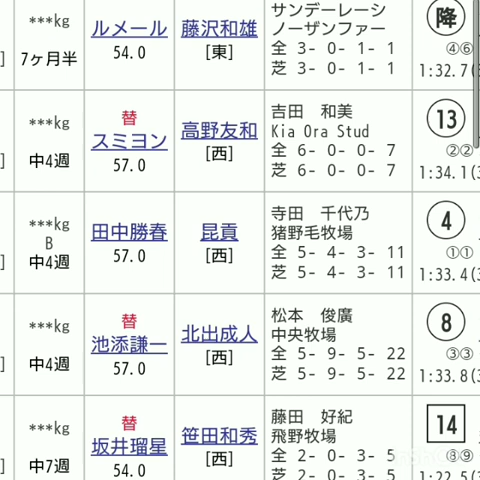 ***kg
7ヶ月半
ルメール
54.0
藤沢和雄
[東]
サンデーレーシ
ノーザンファー
全 3- 0- 1- 1
芝 3- 0- 1- 1
降
④⑥
1:32.7(
]
***kg
中4週
替
スミヨン
57.0
高野友和
[西]
吉田 和美
Kia Ora Stud
全 6- 0- 0- 7
芝 6- 0- 0- 7
13
②②
1:34.1(3
]
***kg
B
中4週
田中勝春
57.0
昆貢
[西]
寺田 千代乃
猪野毛牧場
全 5- 4- 3- 11
芝 5- 4- 3- 11
4
①①
1:33.4(3
]
***kg
中4週
替
池添謙一
57.0
北出成人
[西]
松本 俊廣
中央牧場
全 5- 9- 5- 22
芝 5- 9- 5- 22
8
③③
1:33.8(3
]
***kg
中7週
替
坂井瑠星
54.0
笹田和秀
[西]
藤田 好紀
飛野牧場
全 2- 0- 3- 5
芝 2- 0- 3- 5
14
⑧⑨
1:22.5(3
]